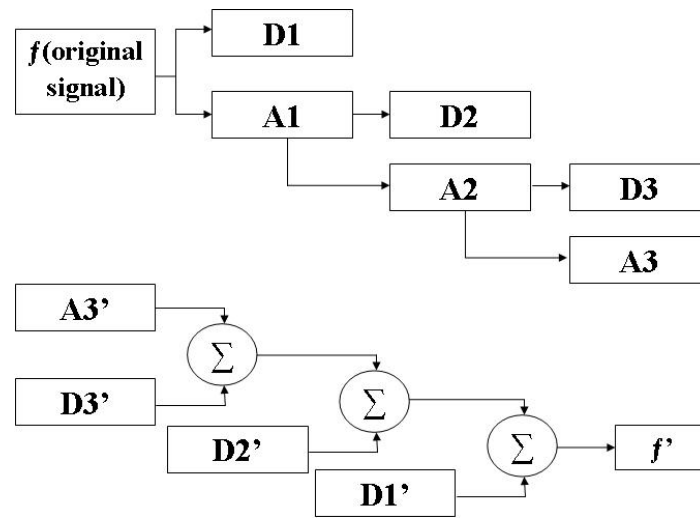 f(original
signal)
D1
A1
D2
A2
D3
A3
A3’
∑
D3’
∑
D2’
∑
f’
D1’